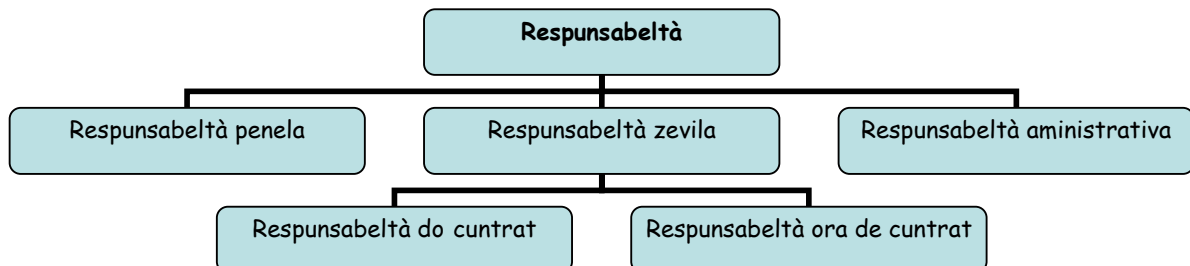 Respunsabeltà
Respunsabeltà penela
Respunsabeltà zevila
Respunsabeltà aministrativa
Respunsabeltà do cuntrat
Respunsabeltà ora de cuntrat